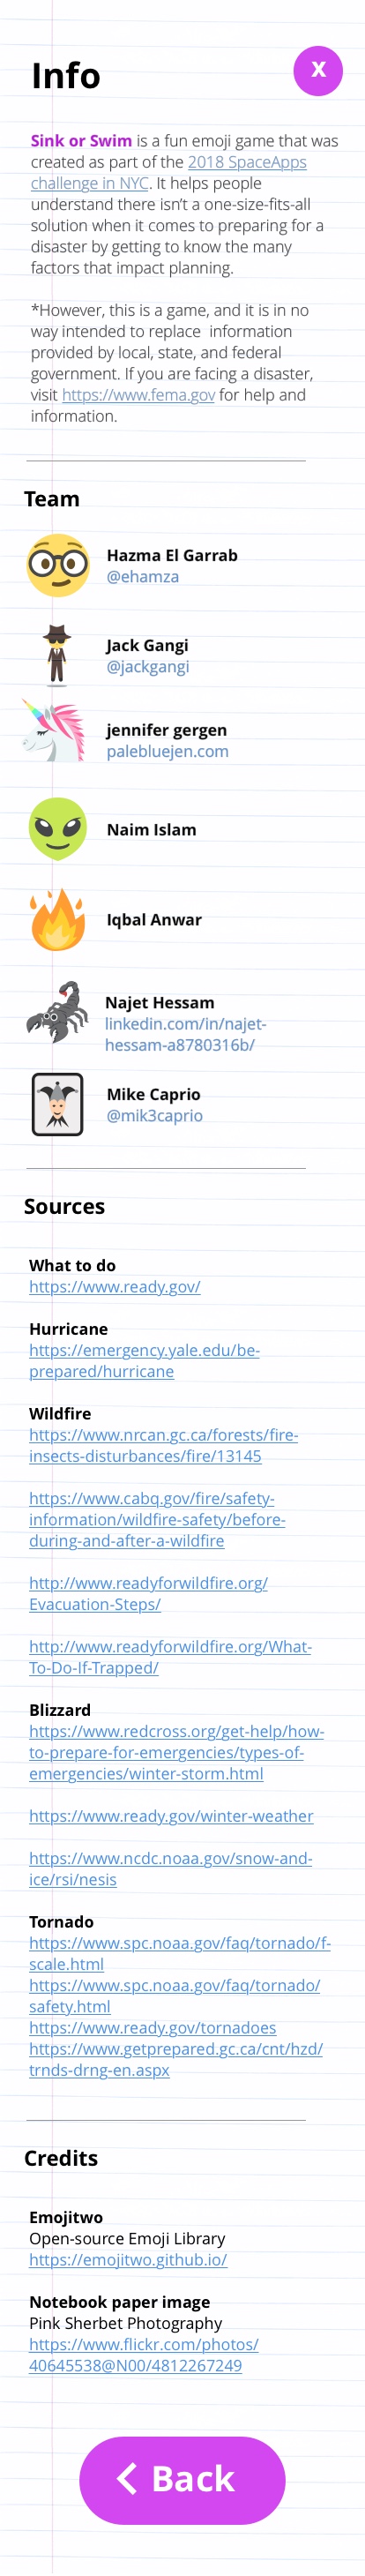 Info
X
Sink or Swim is a fun emoji game that was
created as part of the 2018 SpaceApps
challenge in NYC. It helps people
understand there isn't a one-size-fits-all
solution when it comes to preparing for a
disaster by getting to know the many
factors that impact planning.
*However, this is a game, and it is in no
way intended to replace  information
provided by local, state, and federal
government. If you are facing a disaster,
visit https://www.fema.gov for help and
information.
Team
Hazma El Garrab
@ehamza
Jack Gangi
@jackgangi
jennifer gergen
palebluejen.com
Naim Islam
Iqbal Anwar
Najet Hessam
linkedin.com/in/najet-
hessam-a8780316b/
Mike Caprio
@mik3caprio
Sources
What to do
https://www.ready.gov/
Hurricane
https://emergency.yale.edu/be-
prepared/hurricane
Wildfire
https://www.nrcan.gc.ca/forests/fire-
insects-disturbances/fire/13145
https://www.cabq.gov/fire/safety-
information/wildfire-safety/before-
during-and-after-a-wildfire
http://www.readyforwildfire.org/
Evacuation-Steps/
http://www.readyforwildfire.org/What-
To-Do-If-Trapped/
Blizzard
https://www.redcross.org/get-help/how-
to-prepare-for-emergencies/types-of-
emergencies/winter-storm.html
https://www.ready.gov/winter-weather
https://www.ncdc.noaa.gov/snow-and-
ice/rsi/nesis
Tornado
https://www.spc.noaa.gov/faq/tornado/f-
scale.html
https://www.spc.noaa.gov/faq/tornado/
safety.html
https://www.ready.gov/tornadoes
https://www.getprepared.gc.ca/cnt/hzd/
trnds-drng-en.aspx
Credits
Emojitwo
Open-source Emoji Library
https://emojitwo.github.io/
Notebook paper image
Pink Sherbet Photography
https://www.flickr.com/photos/
40645538@N00/4812267249
Back